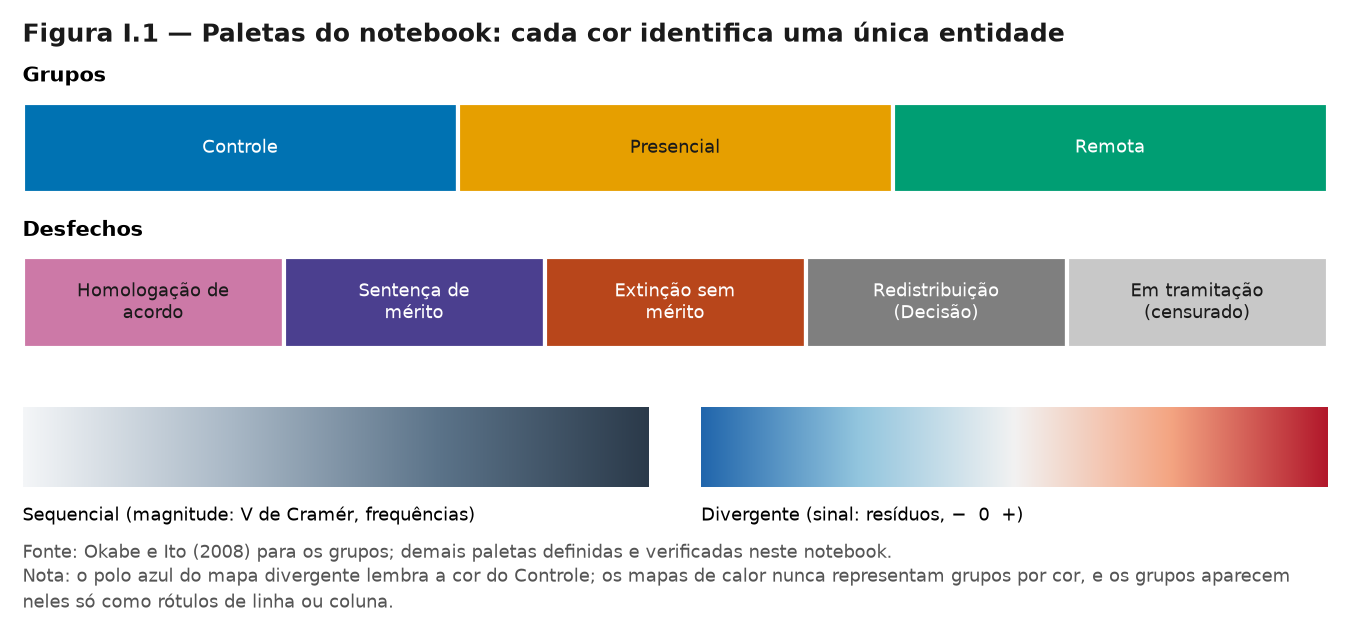 Figura I.1 — Paletas do notebook: cada cor identifica uma única entidade
Grupos
Controle
Presencial
Remota
Desfechos
Homologação de
acordo
Sentença de
mérito
Extinção sem
mérito
Redistribuição
(Decisão)
Em tramitação
(censurado)
Sequencial (magnitude: V de Cramér, frequências)
Divergente (sinal: resíduos, −  0  +)
Fonte: Okabe e Ito (2008) para os grupos; demais paletas definidas e verificadas neste notebook.
Nota: o polo azul do mapa divergente lembra a cor do Controle; os mapas de calor nunca representam grupos por cor, e os grupos aparecem
neles só como rótulos de linha ou coluna.